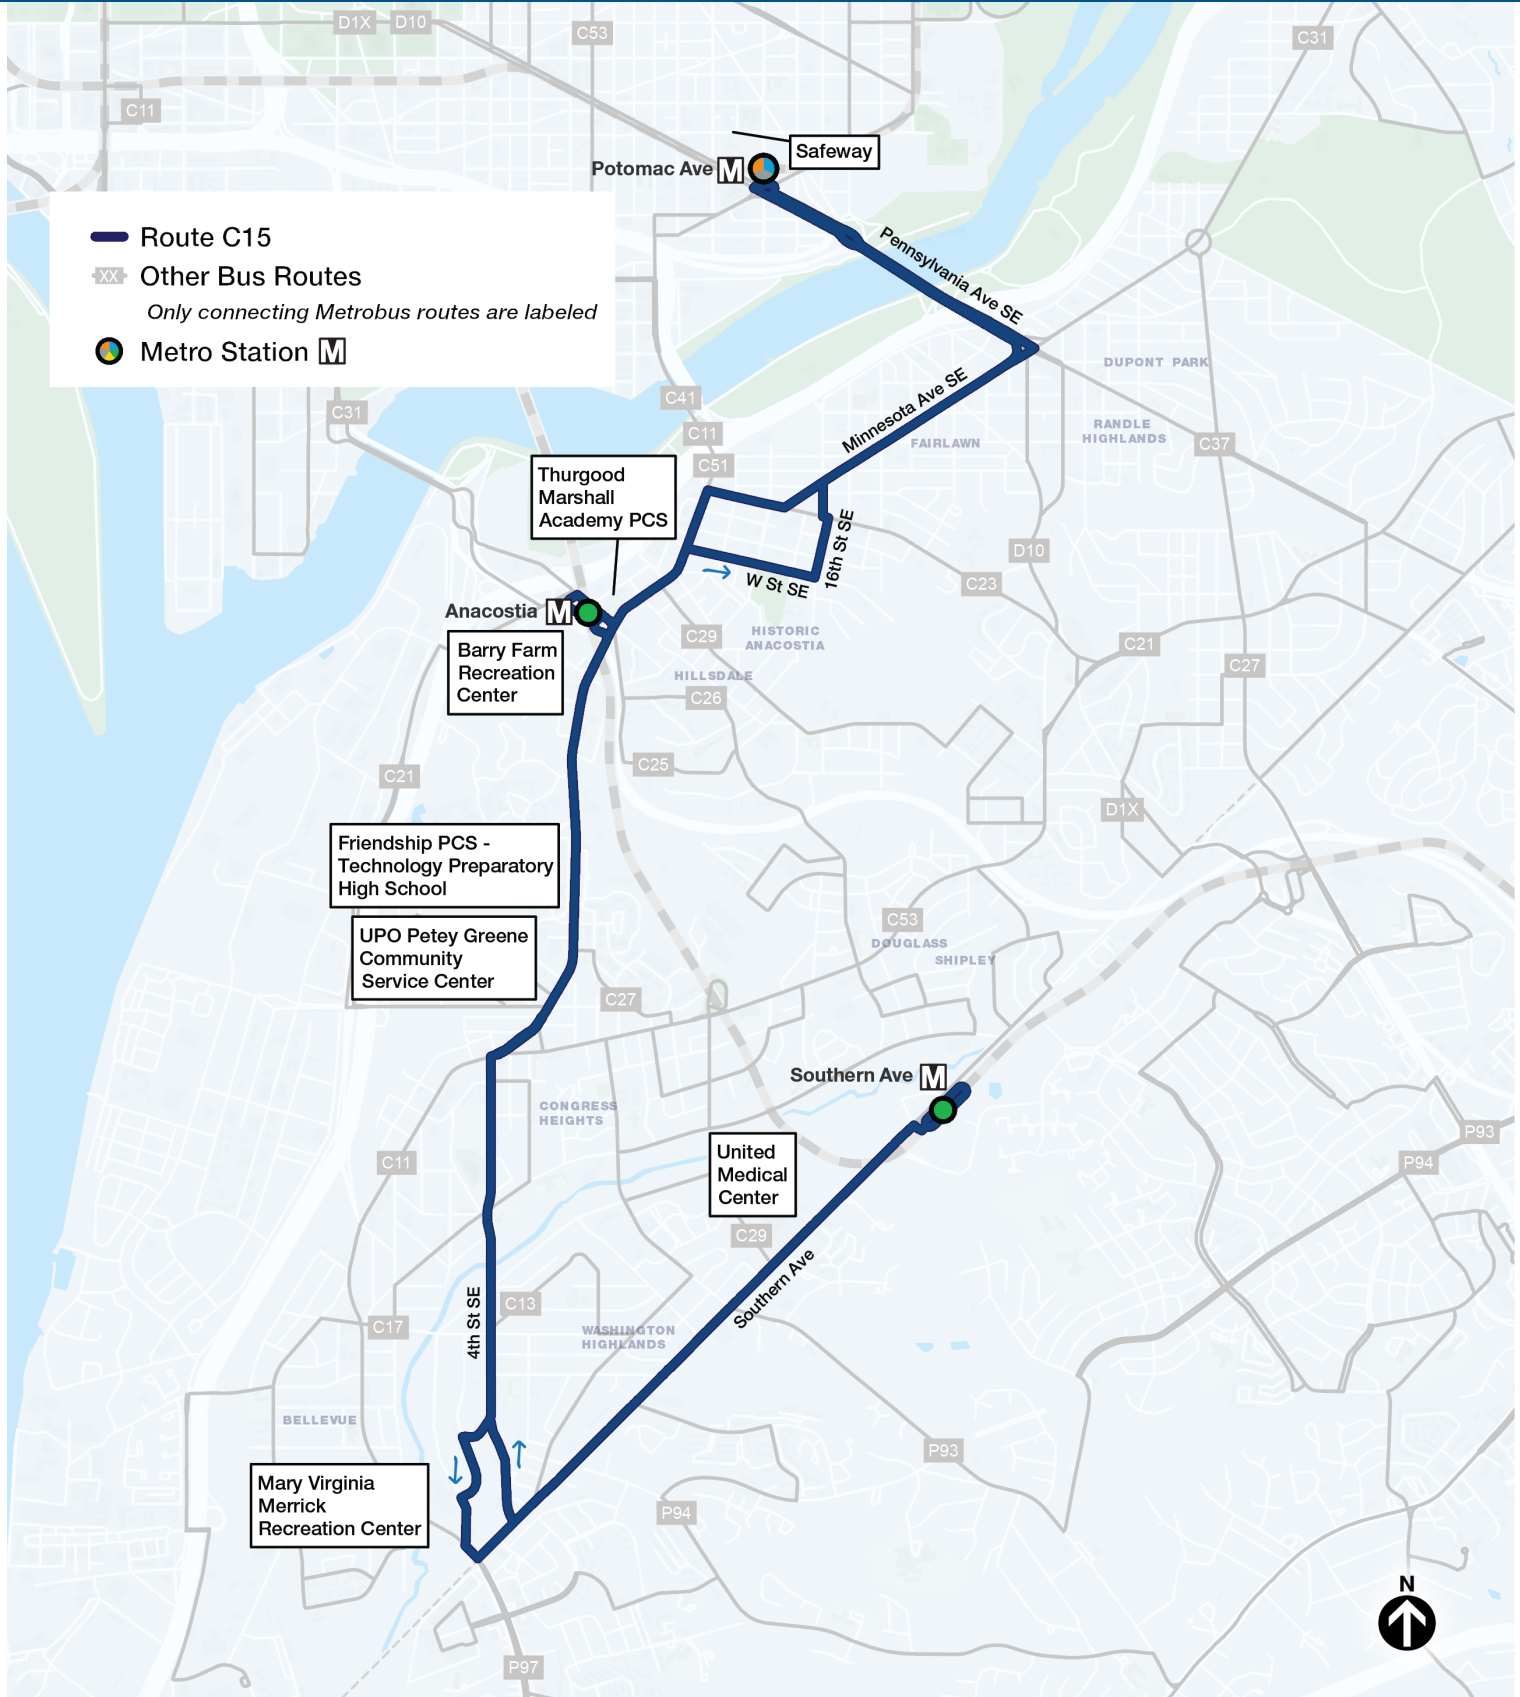 D1X
D10
C53
C31
C11
Safeway
Potomac Ave M
Route C15
XX Other Bus Routes
Only connecting Metrobus routes are labeled
Metro Station M
Pennsylvania Ave SE
DUPONT PARK
Minnesota Ave SE
C41
C31
C11
RANDLE
HIGHLANDS
FAIRLAWN
C37
C51
Thurgood
Marshall
Academy PCS
16th St SE
D10
W St SE
C23
Anacostia M
C29
HISTORIC
ANACOSTIA
C21
Barry Farm
Recreation
Center
C27
HILLSDALE
C26
C25
C21
D1X
Friendship PCS -
Technology Preparatory
High School
C53
DOUGLASS
SHIPLEY
UPO Petey Greene
Community
Service Center
C27
Southern Ave M
CONGRESS
HEIGHTS
P93
C11
United
Medical
Center
P94
C29
Southern Ave
4th St SE
C13
C17
WASHINGTON
HIGHLANDS
BELLEVUE
P93
Mary Virginia
Merrick
Recreation Center
P94
N
P97